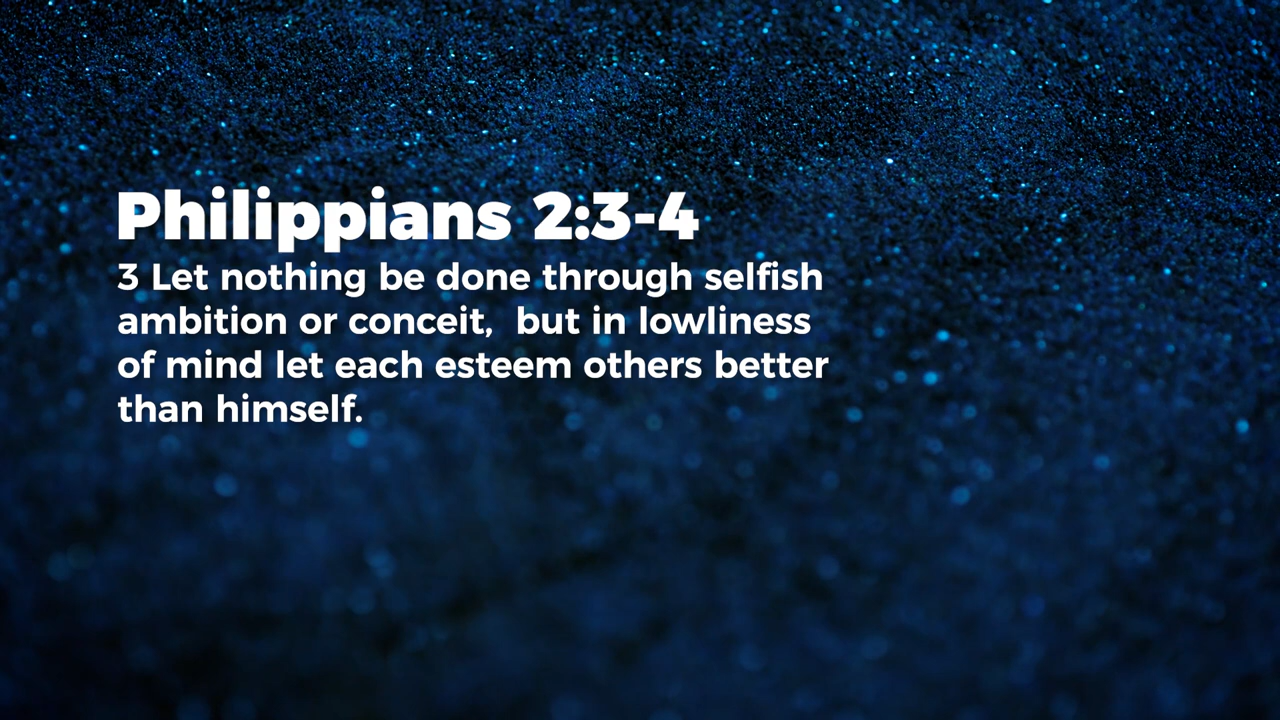 Philippians 2:3-4
3 Let nothing be done through selfish
ambition or conceit,  but in lowliness
of mind let each esteem others better
than himself.